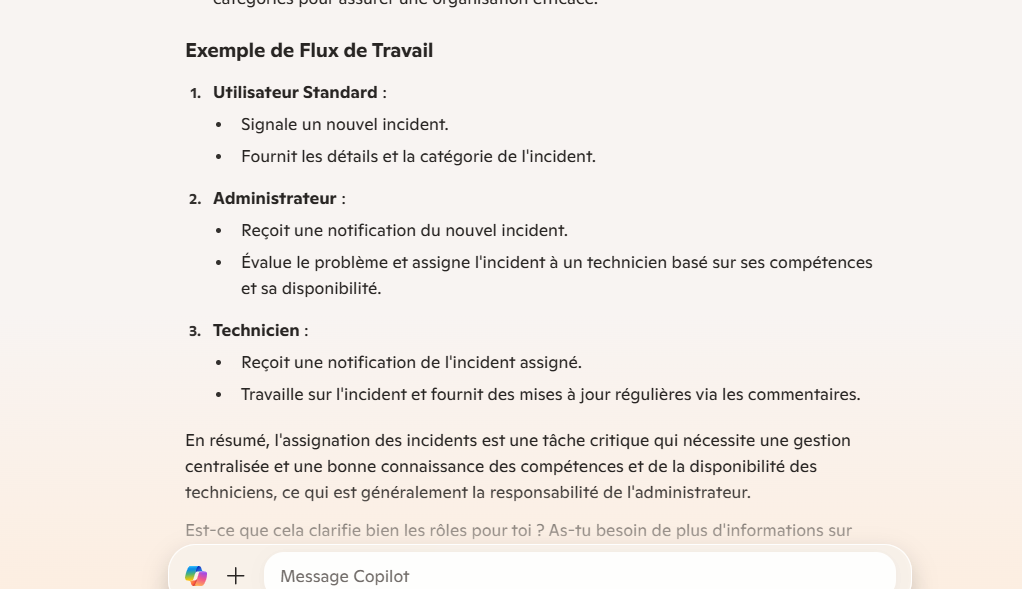 catégories pour assurer une organisation efficace.
Exemple de Flux de Travail
1. Utilisateur Standard :
• Signale un nouvel incident.
• Fournit les détails et la catégorie de l'incident.
2. Administrateur :
• Reçoit une notification du nouvel incident.
• Évalue le problème et assigne l'incident à un technicien basé sur ses compétences
et sa disponibilité.
3. Technicien :
• Reçoit une notification de l'incident assigné.
• Travaille sur l'incident et fournit des mises à jour régulières via les commentaires.
En résumé, l'assignation des incidents est une tâche critique qui nécessite une gestion
centralisée et une bonne connaissance des compétences et de la disponibilité des
techniciens, ce qui est généralement la responsabilité de l'administrateur.
Est-ce que cela clarifie bien les rôles pour toi ? As-tu besoin de plus d'informations sur
Message Copilot